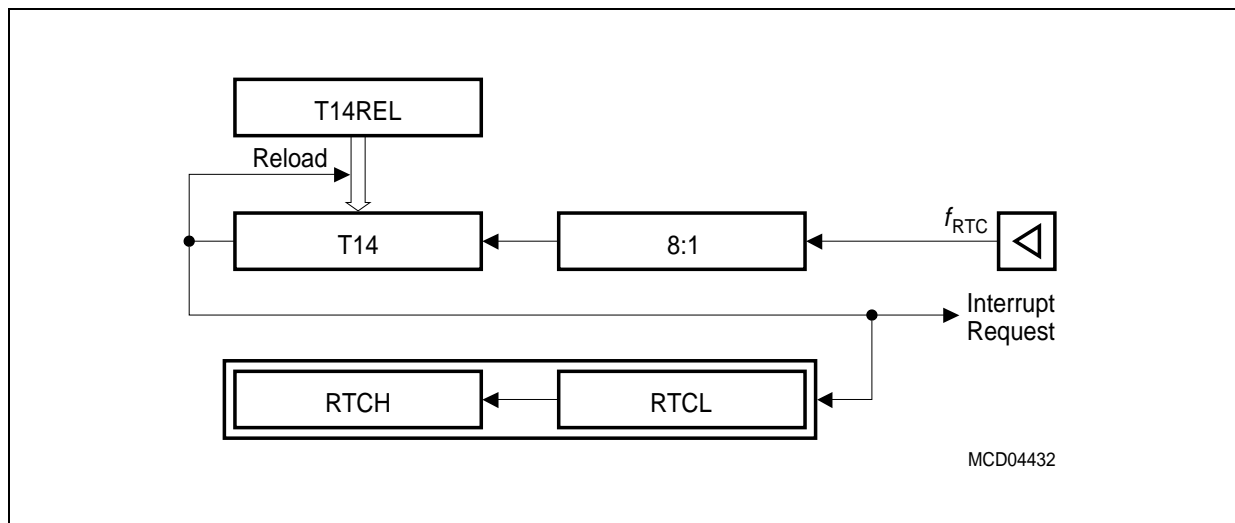 T14REL
Reload
T14
8:1
fRTC
Interrupt
Request
RTCH
RTCL
MCD04432